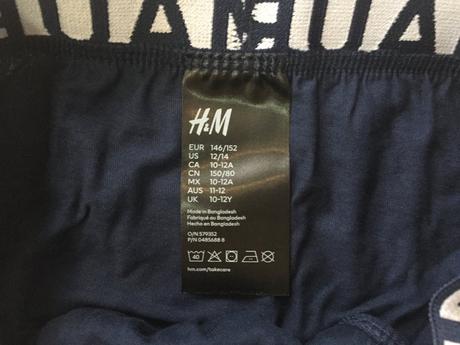 H&M
EUR 146/152
US 12/14
CA 10-12A
CN 150/80
MX 10-12A
AUS 11-12
UK 10-12Y
Made in Bangladesh
Fabriqué au Bangladesh
Hecho en Bangladesh
O/N 579352
P/N 0485688 8
40
hm.com/takecare